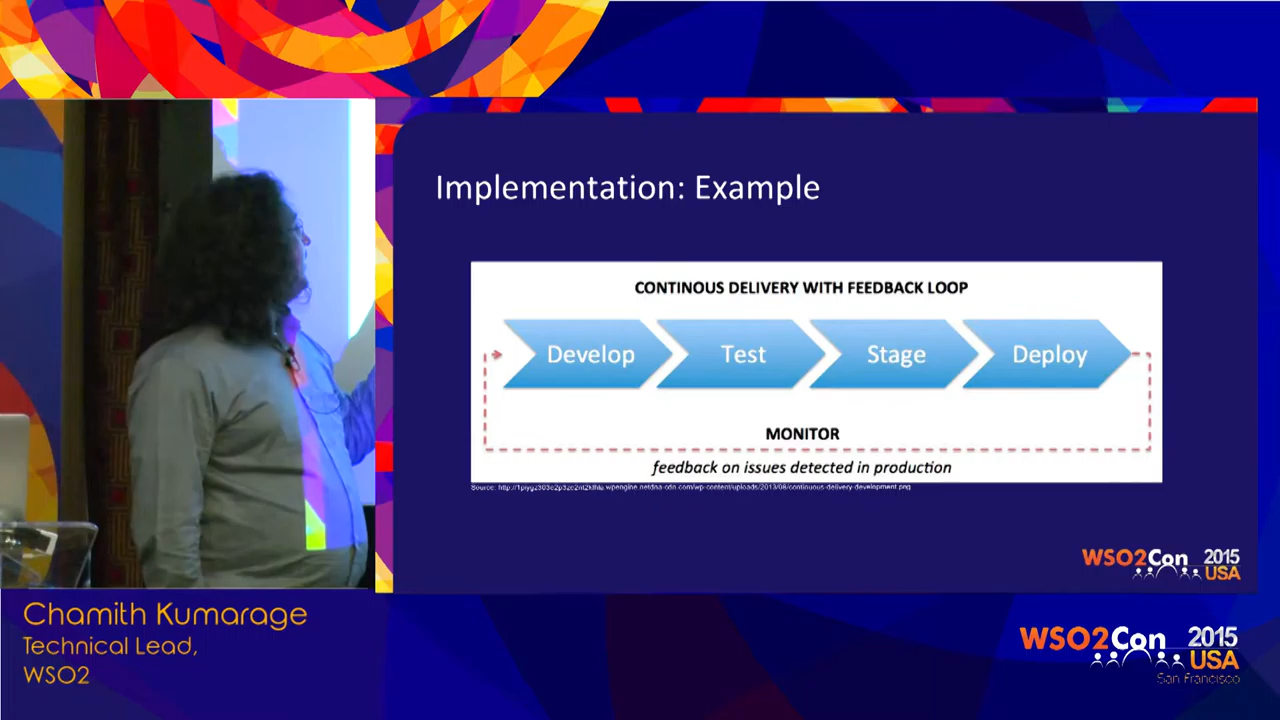 Implementation: Example
CONTINOUS DELIVERY WITH FEEDBACK LOOP
Develop
Test
Stage
Deploy
MONITOR
feedback on issues detected in production
WSO2Con 2015
USA
Chamith Kumarage
Technical Lead,
WSO2
WSO2Con 2015
USA
San Francisco